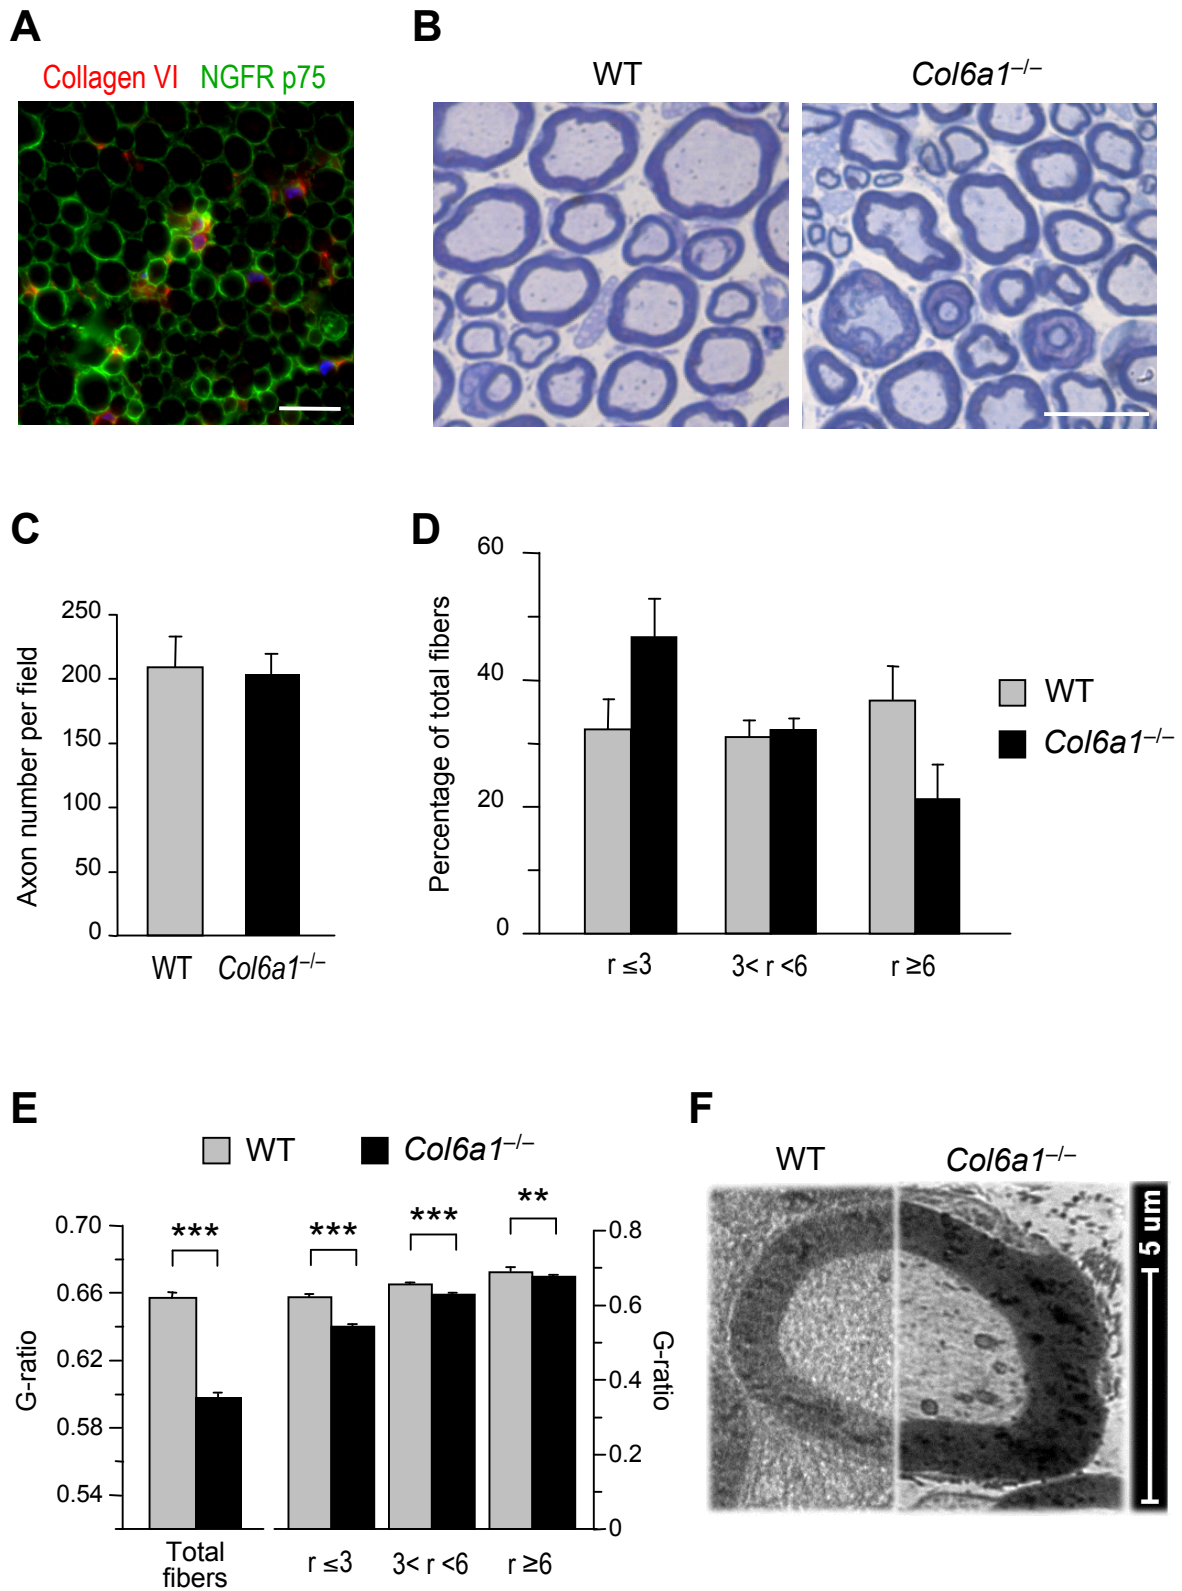 A
Collagen VI NGFR p75
B
WT Col6a1–/–
C
250
200
150
100
50
0
Axon number per field
WT Col6a1–/–
D
60
40
20
0
Percentage of total fibers
r ≤3 3< r <6 r ≥6
WT
Col6a1–/–
E
WT Col6a1–/–
0.70
0.66
0.62
0.58
0.54
G-ratio
*** *** *** **
0.8
0.6
0.4
0.2
0
G-ratio
Total
fibers
r ≤3 3< r <6 r ≥6
F
WT Col6a1–/–
5 um